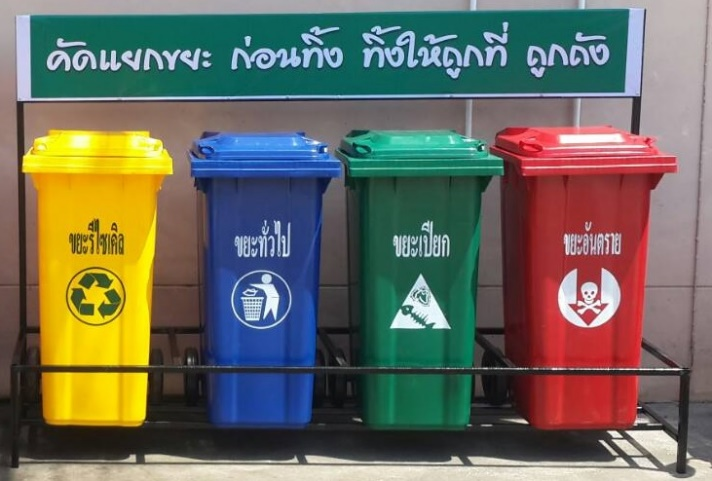 คัดแยกขยะ ก่อนทิ้ง ทิ้งให้ถูกที่ ถูกถัง
ขยะรีไซเคิล
ขยะทั่วไป
ขยะเปียก
ขยะอันตราย